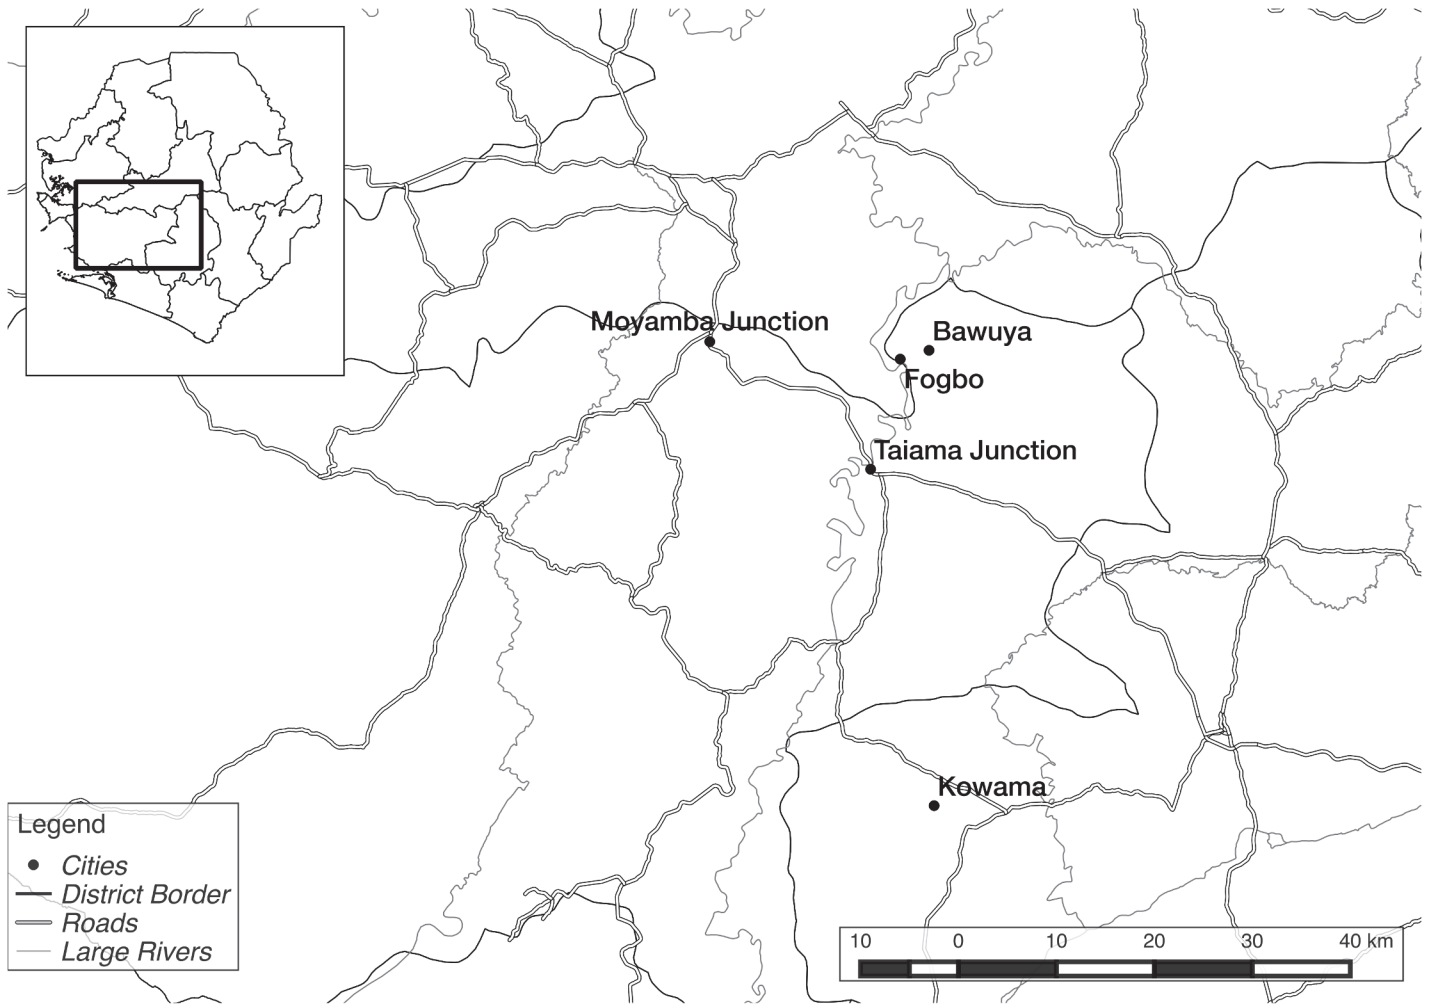 Moyamba Junction
Bawuya
Fogbo
Taiama Junction
Kowama
Legend
Cities
District Border
Roads
Large Rivers
10 0 10 20 30 40 km